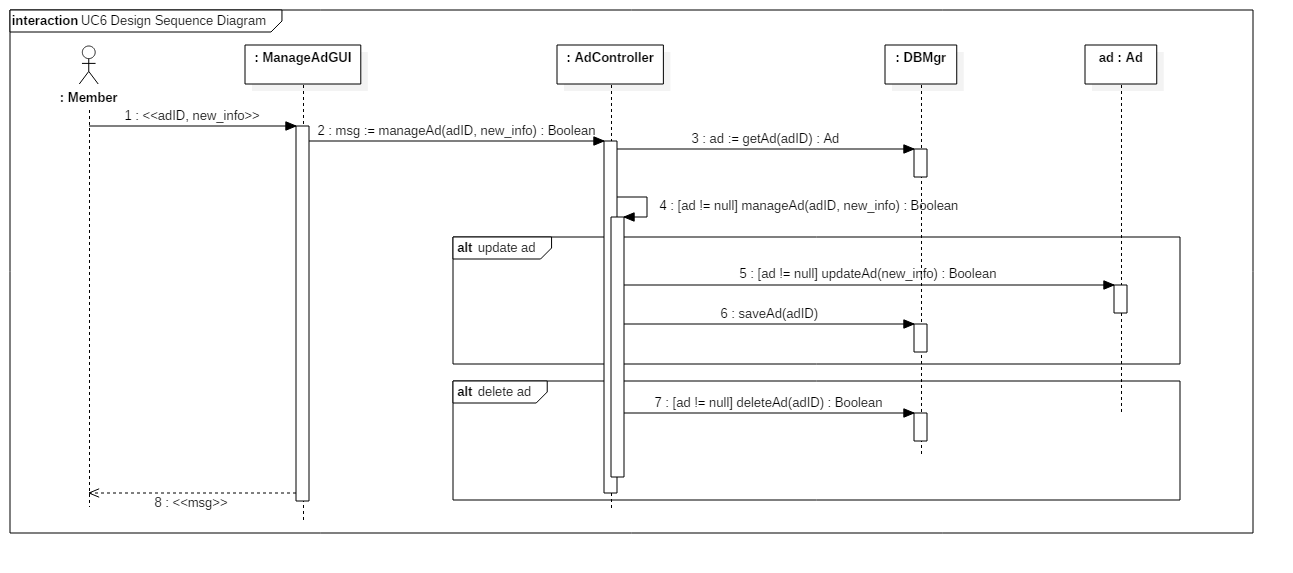 interaction UC6 Design Sequence Diagram
: Member
: ManageAdGUI
: AdController
: DBMgr
ad : Ad
1 : <<adID, new_info>>
2 : msg := manageAd(adID, new_info) : Boolean
3 : ad := getAd(adID) : Ad
4 : [ad != null] manageAd(adID, new_info) : Boolean
alt update ad
5 : [ad != null] updateAd(new_info) : Boolean
6 : saveAd(adID)
alt delete ad
7 : [ad != null] deleteAd(adID) : Boolean
8 : <<msg>>